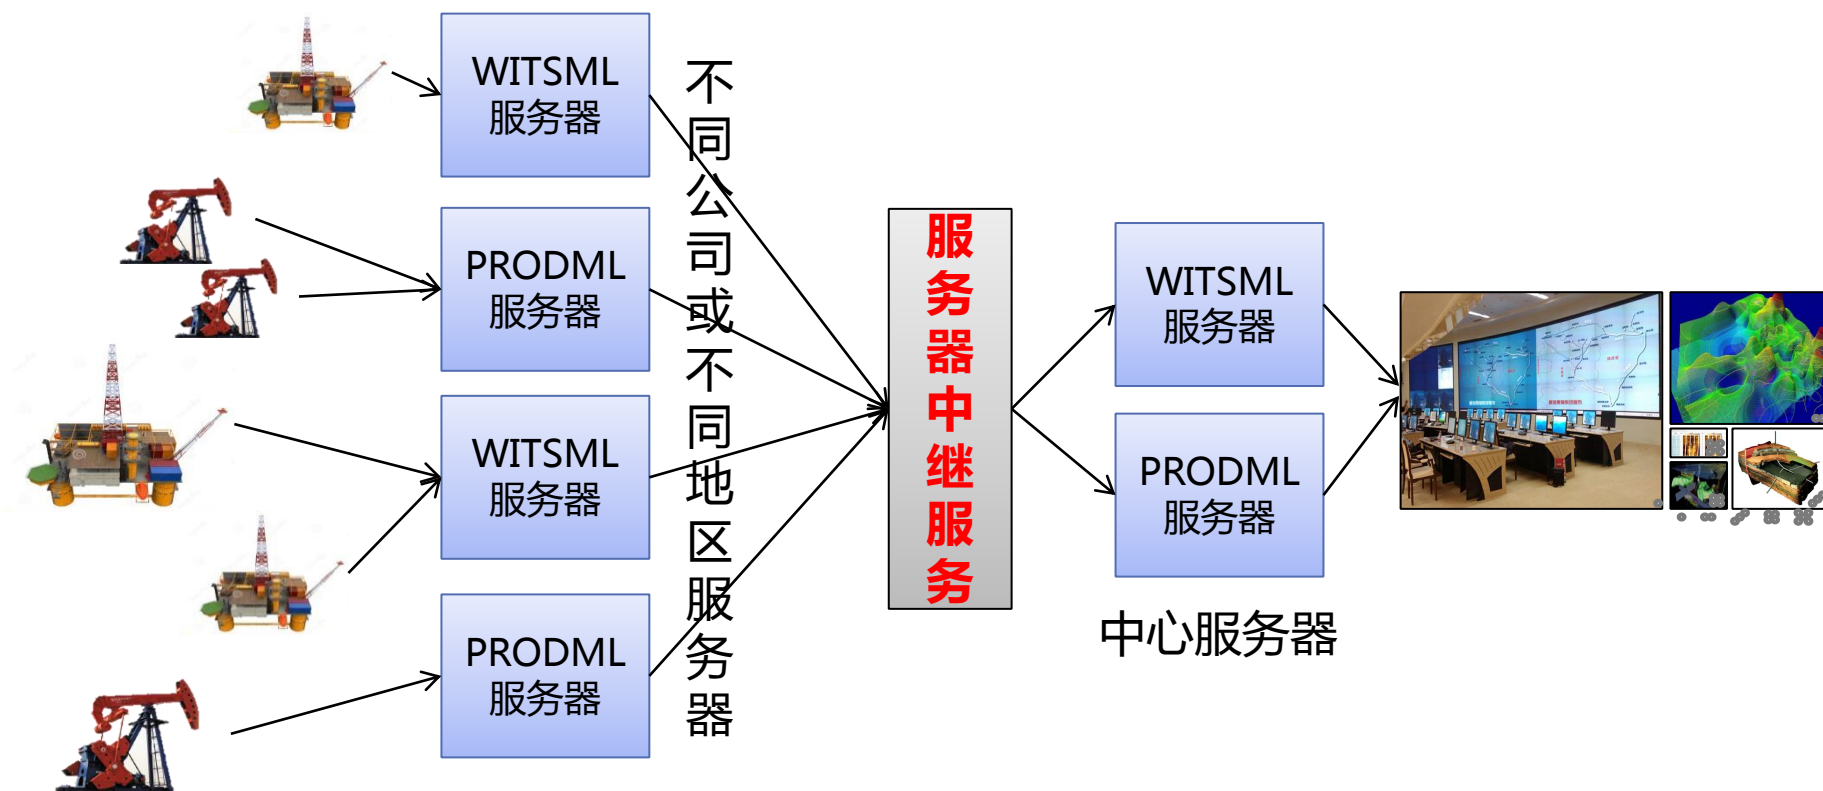 WITSML
服务器
PRODML
服务器
WITSML
服务器
PRODML
服务器
不同公司或不同地区服务器
服务器中继服务
WITSML
服务器
PRODML
服务器
中心服务器